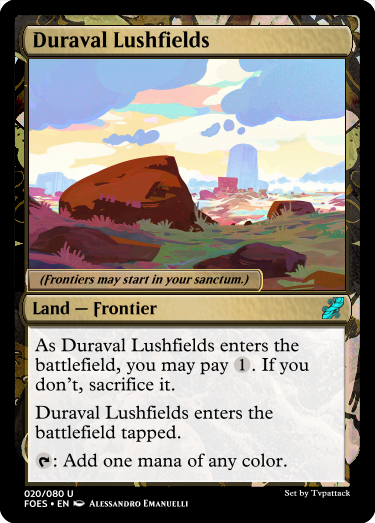 Duraval Lushfields
(Frontiers may start in your sanctum.)
Land — Frontier
As Duraval Lushfields enters the
battlefield, you may pay 1. If you
don't, sacrifice it.
Duraval Lushfields enters the
battlefield tapped.
: Add one mana of any color.
020/080 U
Set by Tvpattack
FOES • EN Alessandro Emanuelli